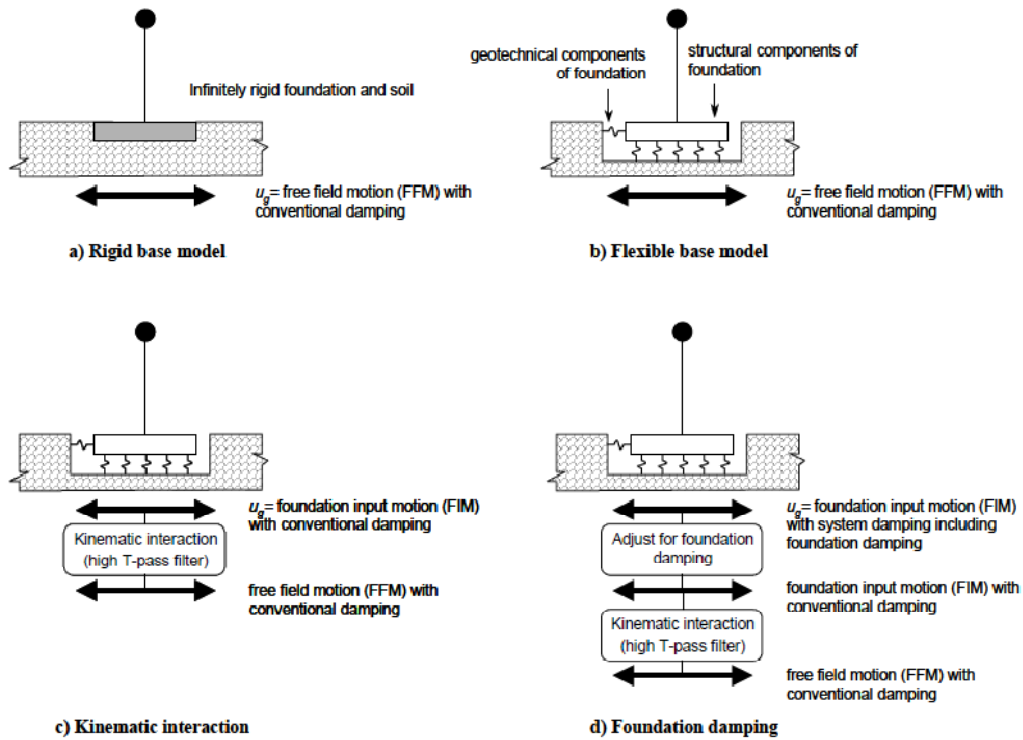 Infinitely rigid foundation and soil
u_g= free field motion (FFM) with
conventional damping
a) Rigid base model
geotechnical components
of foundation
structural components of
foundation
u_g= free field motion (FFM) with
conventional damping
b) Flexible base model
u_g= foundation input motion (FIM)
with conventional damping
Kinematic interaction
(high T-pass filter)
free field motion (FFM) with
conventional damping
c) Kinematic interaction
u_g= foundation input motion (FIM)
with system damping including
foundation damping
Adjust for foundation
damping
foundation input motion (FIM) with
conventional damping
Kinematic interaction
(high T-pass filter)
free field motion (FFM) with
conventional damping
d) Foundation damping